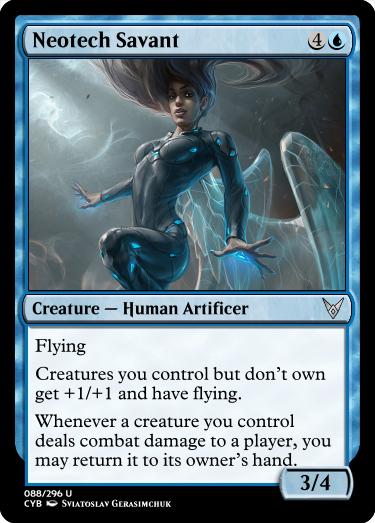 Neotech Savant 4
Creature — Human Artificer
Flying
Creatures you control but don't own
get +1/+1 and have flying.
Whenever a creature you control
deals combat damage to a player, you
may return it to its owner's hand.
3/4
088/296 U
CYB Sviatoslav Gerasimchuk